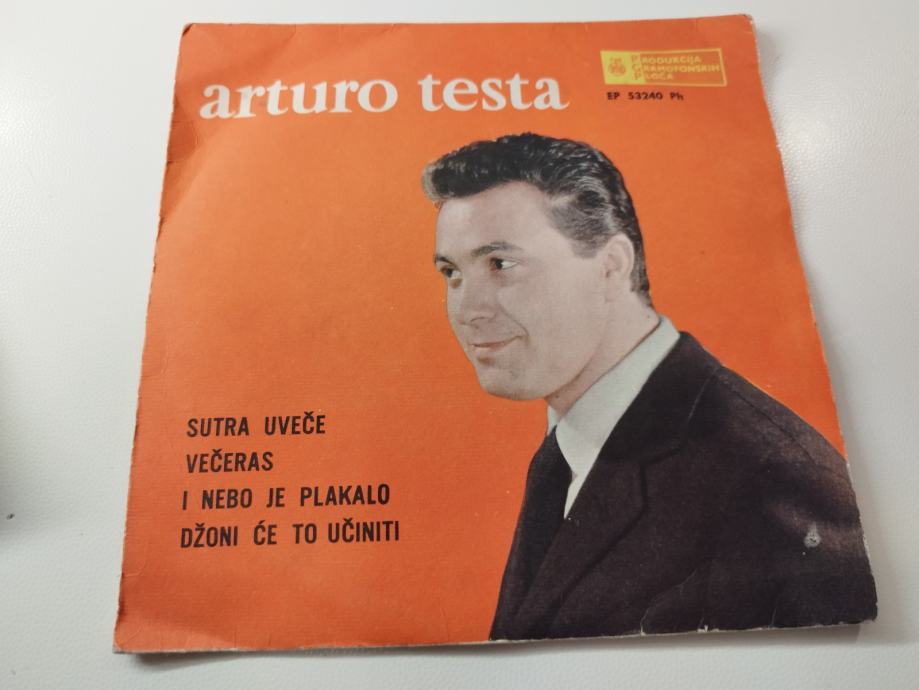 arturo testa
PRODUKCIJA
GRAMOFONSKIH
PLOČA
EP 53240 Ph
SUTRA UVEČE
VEČERAS
I NEBO JE PLAKALO
DŽONI ĆE TO UČINITI